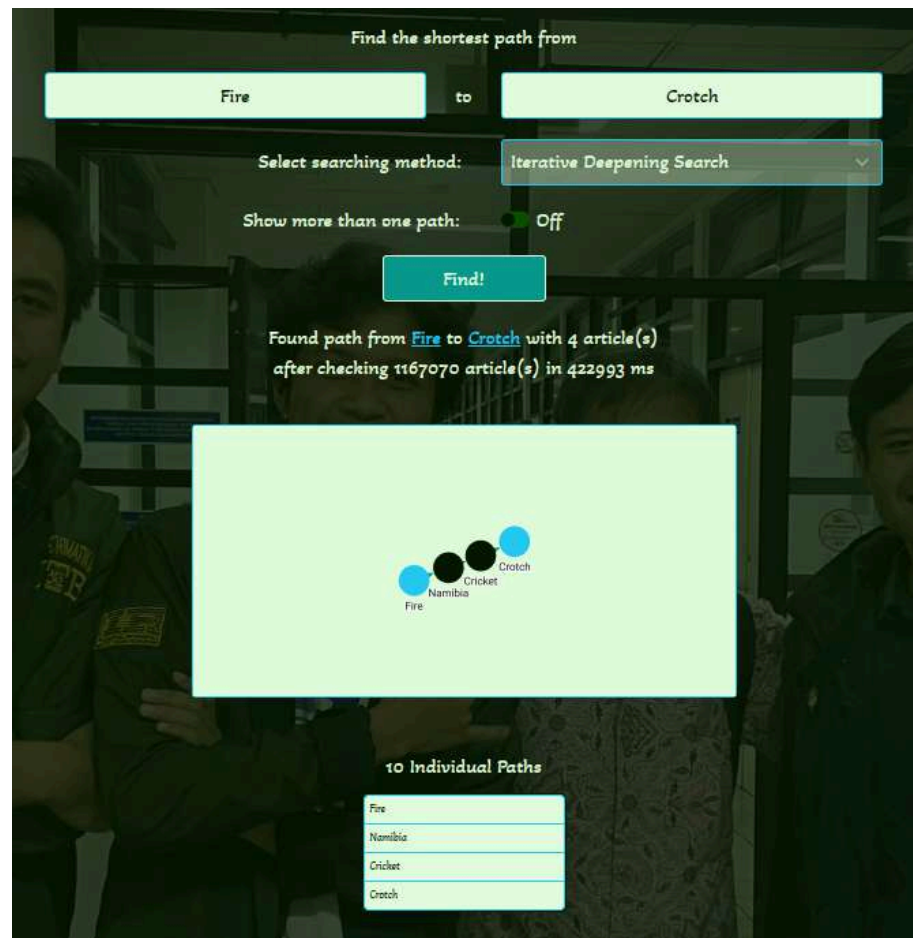 Find the shortest path from
Fire to Crotch
Select searching method: Iterative Deepening Search
Show more than one path: Off
Find!
Found path from Fire to Crotch with 4 article(s)
after checking 1167070 article(s) in 422993 ms
Crotch
Cricket
Namibia
Fire
10 Individual Paths
Fire
Namibia
Cricket
Crotch